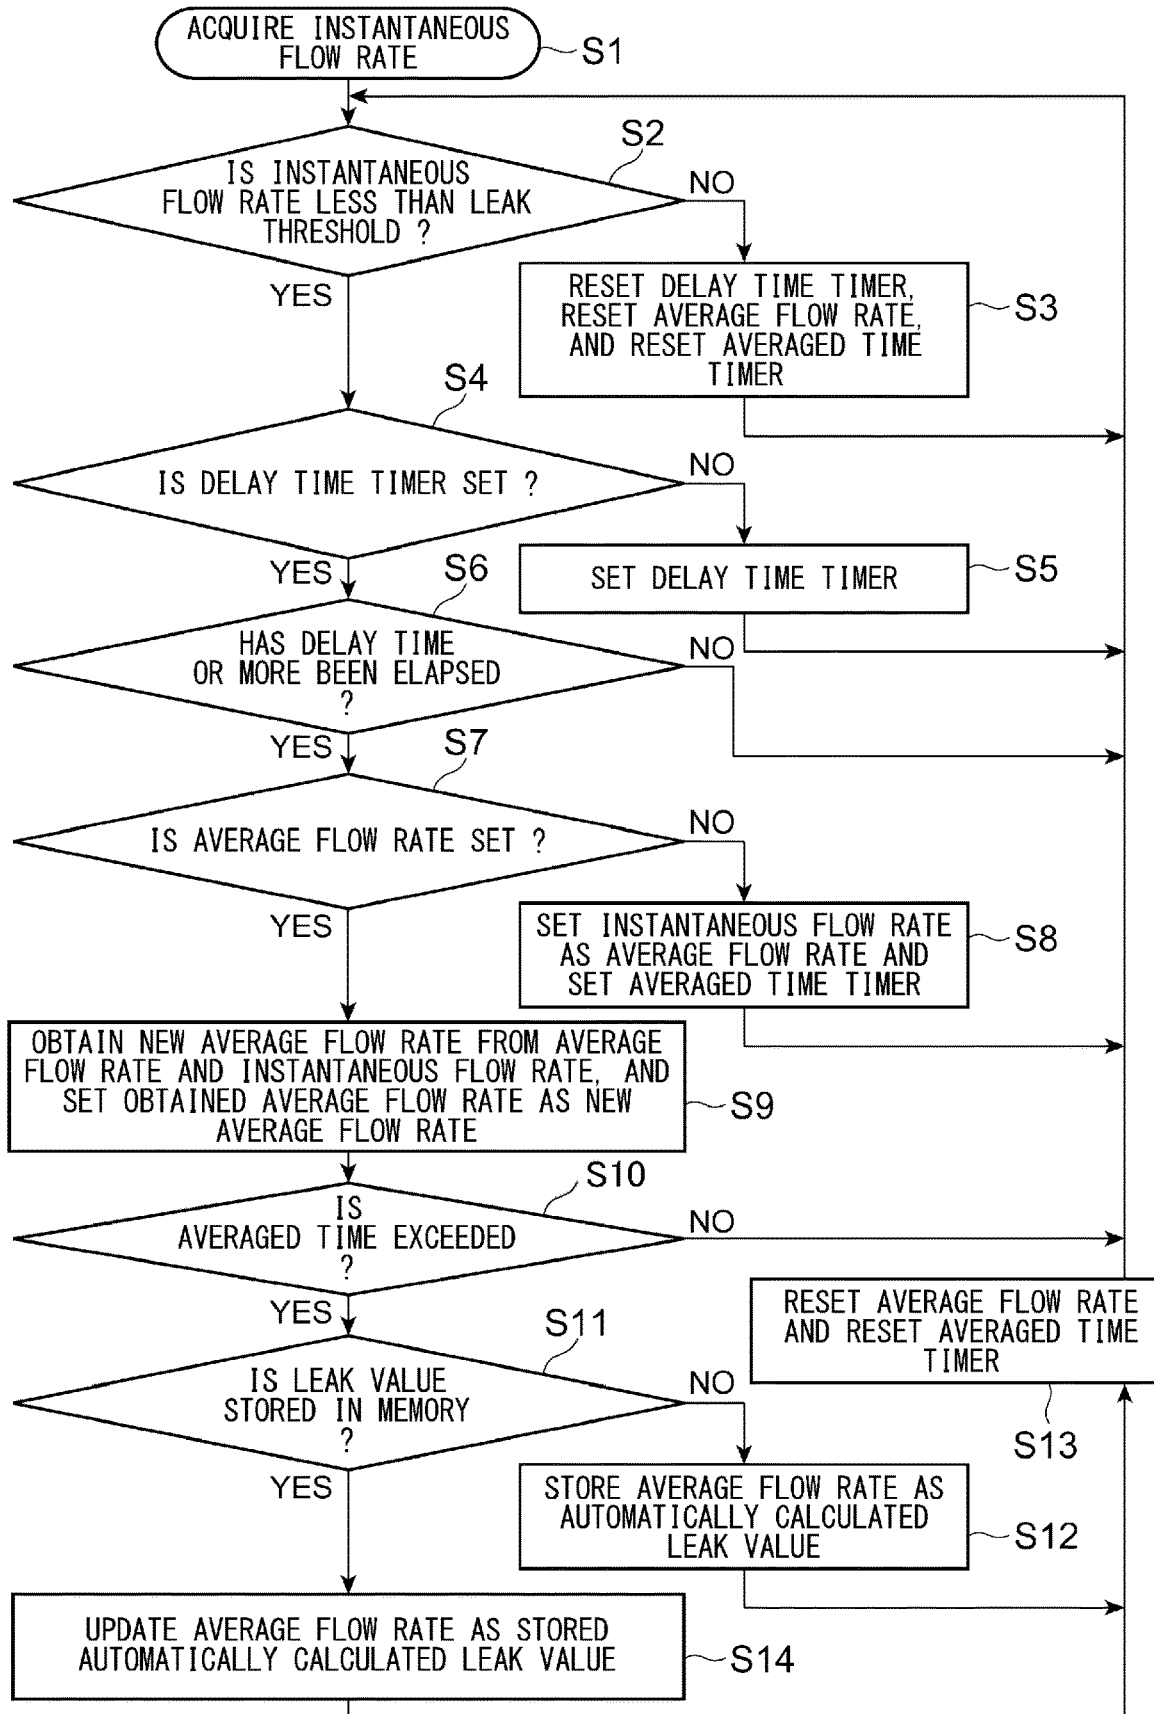 ACQUIRE INSTANTANEOUS
FLOW RATE
S1
S2
IS INSTANTANEOUS
FLOW RATE LESS THAN LEAK
THRESHOLD ?
NO
YES
RESET DELAY TIME TIMER,
RESET AVERAGE FLOW RATE,
AND RESET AVERAGED TIME
TIMER
S3
S4
IS DELAY TIME TIMER SET ?
NO
YES
SET DELAY TIME TIMER
S5
S6
HAS DELAY TIME
OR MORE BEEN ELAPSED
?
NO
YES
S7
IS AVERAGE FLOW RATE SET ?
NO
YES
SET INSTANTANEOUS FLOW RATE
AS AVERAGE FLOW RATE AND
SET AVERAGED TIME TIMER
S8
OBTAIN NEW AVERAGE FLOW RATE FROM AVERAGE
FLOW RATE AND INSTANTANEOUS FLOW RATE, AND
SET OBTAINED AVERAGE FLOW RATE AS NEW
AVERAGE FLOW RATE
S9
S10
IS
AVERAGED TIME EXCEEDED
?
NO
YES
RESET AVERAGE FLOW RATE
AND RESET AVERAGED TIME
TIMER
S13
S11
IS LEAK VALUE
STORED IN MEMORY
?
NO
YES
STORE AVERAGE FLOW RATE AS
AUTOMATICALLY CALCULATED
LEAK VALUE
S12
UPDATE AVERAGE FLOW RATE AS STORED
AUTOMATICALLY CALCULATED LEAK VALUE
S14